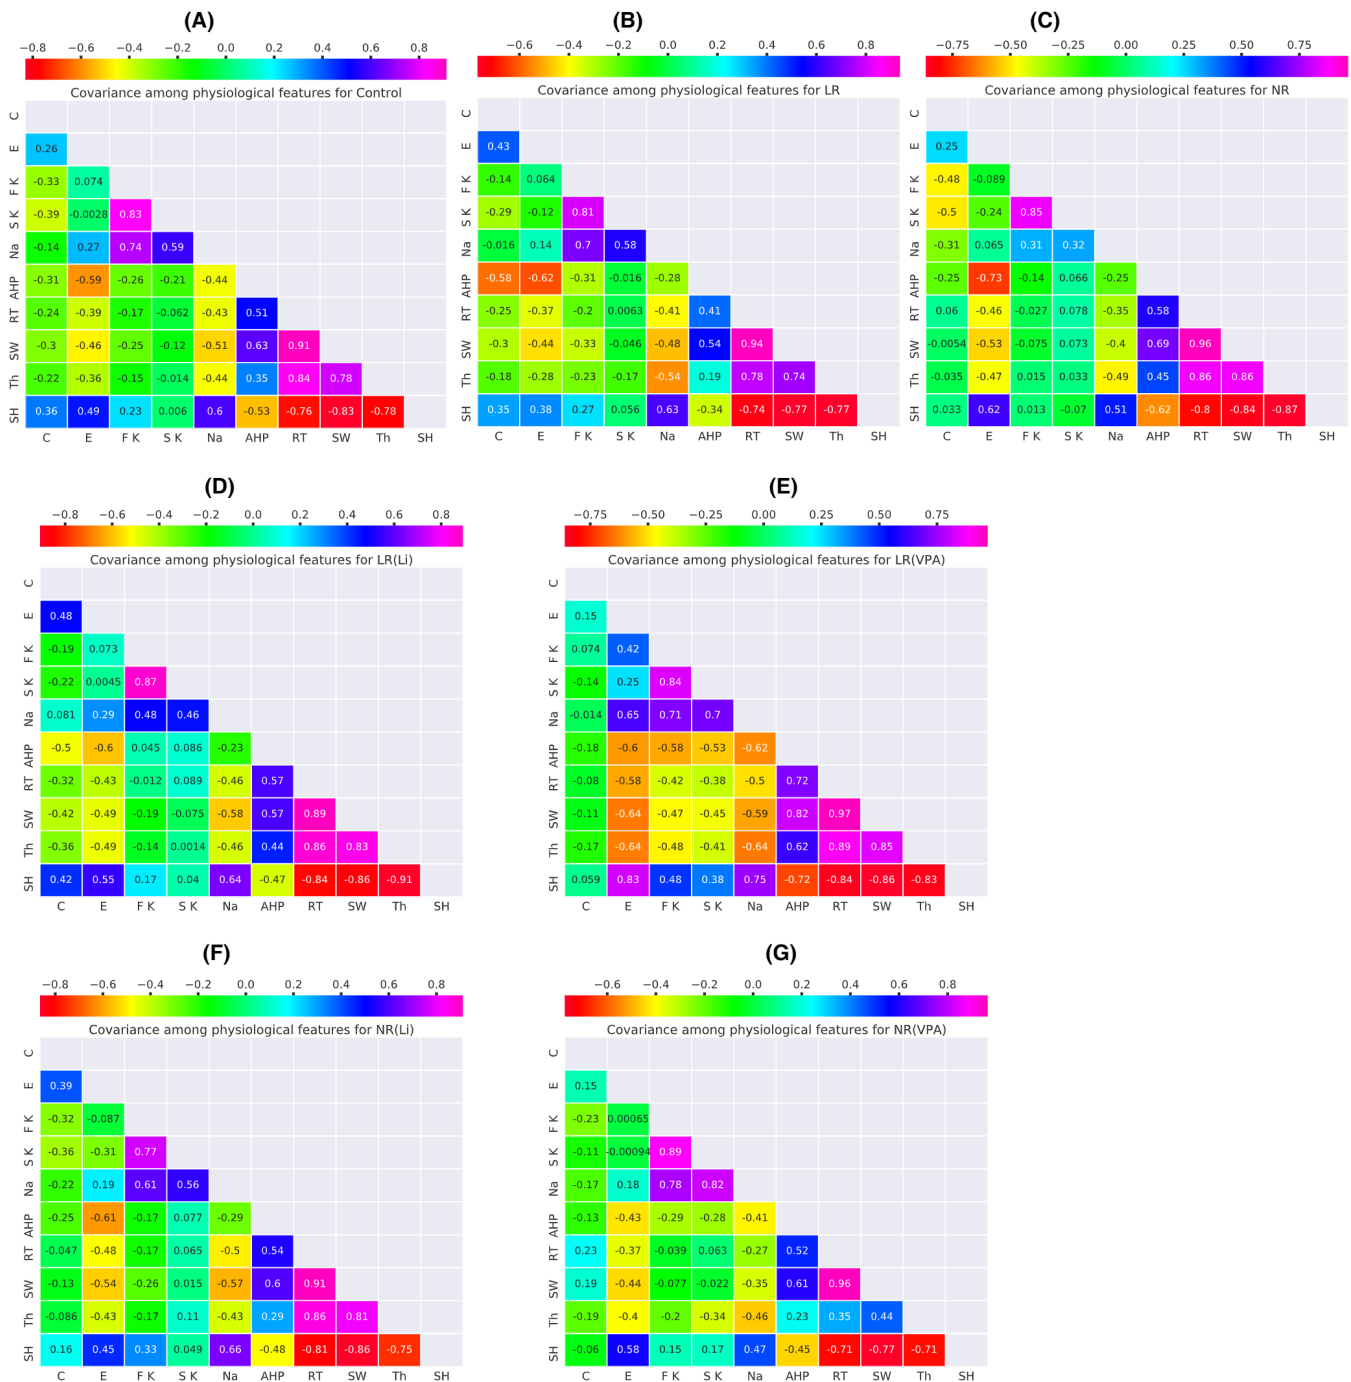 (A)
−0.8 −0.6 −0.4 −0.2 0.0 0.2 0.4 0.6 0.8
Covariance among physiological features for Control
C
E 0.26
F K -0.33 0.074
S K -0.39 -0.0028 0.83
Na -0.14 0.27 0.74 0.59
AHP -0.31 -0.59 -0.26 -0.21 -0.44
RT -0.24 -0.39 -0.17 -0.062 -0.43 0.51
SW -0.3 -0.46 -0.25 -0.12 -0.51 0.63 0.91
Th -0.22 -0.36 -0.15 -0.014 -0.44 0.35 0.84 0.78
SH 0.36 0.49 0.23 0.006 0.6 -0.53 -0.76 -0.83 -0.78
C E F K S K Na AHP RT SW Th SH
(B)
−0.6 −0.4 −0.2 0.0 0.2 0.4 0.6 0.8
Covariance among physiological features for LR
C
E 0.43
F K -0.14 0.064
S K -0.29 -0.12 0.81
Na -0.016 0.14 0.7 0.58
AHP -0.58 -0.62 -0.31 -0.016 -0.28
RT -0.25 -0.37 -0.2 0.0063 -0.41 0.41
SW -0.3 -0.44 -0.33 -0.046 -0.48 0.54 0.94
Th -0.18 -0.28 -0.23 -0.17 -0.54 0.19 0.78 0.74
SH 0.35 0.38 0.27 0.056 0.63 -0.34 -0.74 -0.77 -0.77
C E F K S K Na AHP RT SW Th SH
(C)
−0.75 −0.50 −0.25 0.00 0.25 0.50 0.75
Covariance among physiological features for NR
C
E 0.25
F K -0.48 -0.089
S K -0.5 -0.24 0.85
Na -0.31 0.065 0.31 0.32
AHP -0.25 -0.73 -0.14 0.066 -0.25
RT 0.06 -0.46 -0.027 0.078 -0.35 0.58
SW -0.0054 -0.53 -0.075 0.073 -0.4 0.69 0.96
Th -0.035 -0.47 0.015 0.033 -0.49 0.45 0.86 0.86
SH 0.033 0.62 0.013 -0.07 0.51 -0.62 -0.8 -0.84 -0.87
C E F K S K Na AHP RT SW Th SH
(D)
−0.8 −0.6 −0.4 −0.2 0.0 0.2 0.4 0.6 0.8
Covariance among physiological features for LR(Li)
C
E 0.48
F K -0.19 0.073
S K -0.22 0.0045 0.87
Na 0.081 0.29 0.48 0.46
AHP -0.5 -0.6 0.045 0.086 -0.23
RT -0.32 -0.43 -0.012 0.089 -0.46 0.57
SW -0.42 -0.49 -0.19 -0.075 -0.58 0.57 0.89
Th -0.36 -0.49 -0.14 0.0014 -0.46 0.44 0.86 0.83
SH 0.42 0.55 0.17 0.04 0.64 -0.47 -0.84 -0.86 -0.91
C E F K S K Na AHP RT SW Th SH
(E)
−0.75 −0.50 −0.25 0.00 0.25 0.50 0.75
Covariance among physiological features for LR(VPA)
C
E 0.15
F K 0.074 0.42
S K -0.14 0.25 0.84
Na -0.014 0.65 0.71 0.7
AHP -0.18 -0.6 -0.58 -0.53 -0.62
RT -0.08 -0.58 -0.42 -0.38 -0.5 0.72
SW -0.11 -0.64 -0.47 -0.45 -0.59 0.82 0.97
Th -0.17 -0.64 -0.48 -0.41 -0.64 0.62 0.89 0.85
SH 0.059 0.83 0.48 0.38 0.75 -0.72 -0.84 -0.86 -0.83
C E F K S K Na AHP RT SW Th SH
(F)
−0.8 −0.6 −0.4 −0.2 0.0 0.2 0.4 0.6 0.8
Covariance among physiological features for NR(Li)
C
E 0.39
F K -0.32 -0.087
S K -0.36 -0.31 0.77
Na -0.22 0.19 0.61 0.56
AHP -0.25 -0.61 -0.17 0.077 -0.29
RT -0.047 -0.48 -0.17 0.065 -0.5 0.54
SW -0.13 -0.54 -0.26 0.015 -0.57 0.6 0.91
Th -0.086 -0.43 -0.17 0.11 -0.43 0.29 0.86 0.81
SH 0.16 0.45 0.33 0.049 0.66 -0.48 -0.81 -0.86 -0.75
C E F K S K Na AHP RT SW Th SH
(G)
−0.6 −0.4 −0.2 0.0 0.2 0.4 0.6 0.8
Covariance among physiological features for NR(VPA)
C
E 0.15
F K -0.23 0.00065
S K -0.11 -0.00094 0.89
Na -0.17 0.18 0.78 0.82
AHP -0.13 -0.43 -0.29 -0.28 -0.41
RT 0.23 -0.37 -0.039 0.063 -0.27 0.52
SW 0.19 -0.44 -0.077 -0.022 -0.35 0.61 0.96
Th -0.19 -0.4 -0.2 -0.34 -0.46 0.23 0.35 0.44
SH -0.06 0.58 0.15 0.17 0.47 -0.45 -0.71 -0.77 -0.71
C E F K S K Na AHP RT SW Th SH